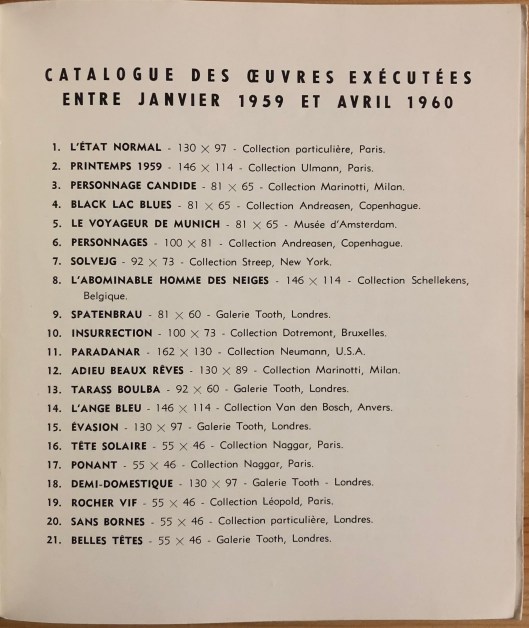 CATALOGUE DES ŒUVRES EXÉCUTÉES
ENTRE JANVIER 1959 ET AVRIL 1960
1. L'ÉTAT NORMAL - 130 × 97 - Collection particulière, Paris.
2. PRINTEMPS 1959 - 146 × 114 - Collection Ulmann, Paris.
3. PERSONNAGE CANDIDE - 81 × 65 - Collection Marinotti, Milan.
4. BLACK LAC BLUES - 81 × 65 - Collection Andreasen, Copenhague.
5. LE VOYAGEUR DE MUNICH - 81 × 65 - Musée d'Amsterdam.
6. PERSONNAGES - 100 × 81 - Collection Andreasen, Copenhague.
7. SOLVEJG - 92 × 73 - Collection Streep, New York.
8. L'ABOMINABLE HOMME DES NEIGES - 146 × 114 - Collection Schellekens,
Belgique.
9. SPATENBRAU - 81 × 60 - Galerie Tooth, Londres.
10. INSURRECTION - 100 × 73 - Collection Dotremont, Bruxelles.
11. PARADANAR - 162 × 130 - Collection Neumann, U.S.A.
12. ADIEU BEAUX RÊVES - 130 × 89 - Collection Marinotti, Milan.
13. TARASS BOULBA - 92 × 60 - Galerie Tooth, Londres.
14. L'ANGE BLEU - 146 × 114 - Collection Van den Bosch, Anvers.
15. ÉVASION - 130 × 97 - Galerie Tooth, Londres.
16. TÊTE SOLAIRE - 55 × 46 - Collection Naggar, Paris.
17. PONANT - 55 × 46 - Collection Naggar, Paris.
18. DEMI-DOMESTIQUE - 130 × 97 - Galerie Tooth - Londres.
19. ROCHER VIF - 55 × 46 - Collection Léopold, Paris.
20. SANS BORNES - 55 × 46 - Collection particulière, Londres.
21. BELLES TÊTES - 55 × 46 - Galerie Tooth, Londres.